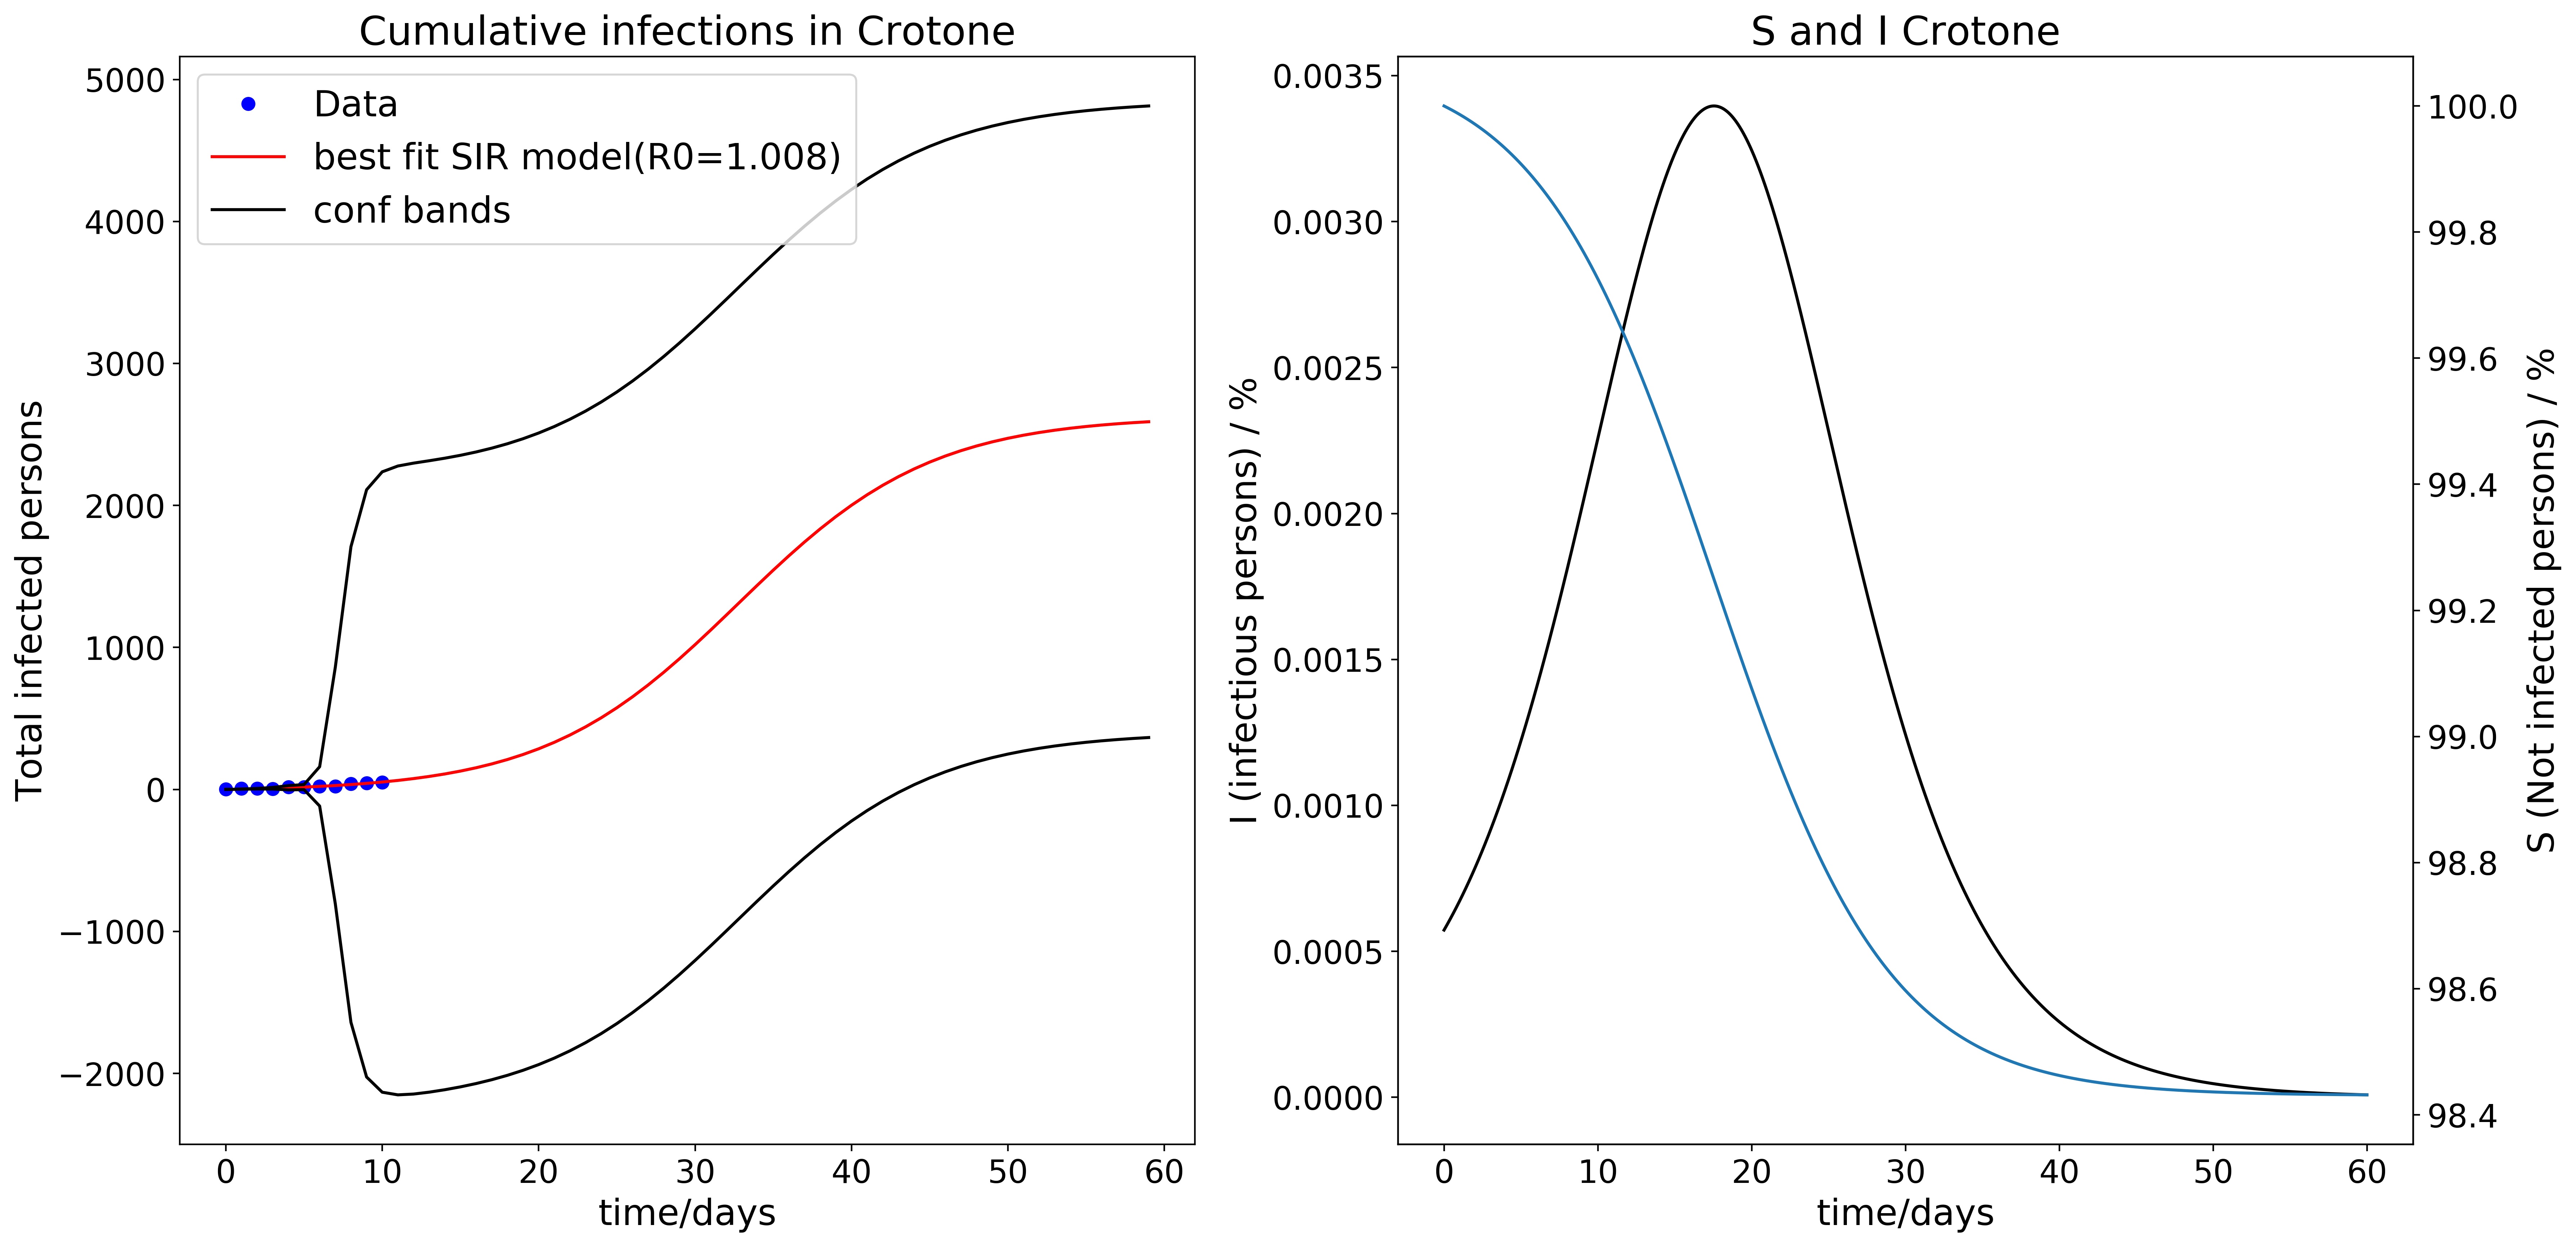 Cumulative infections in Crotone
Data
best fit SIR model(R0=1.008)
conf bands
5000
4000
3000
2000
1000
0
−1000
−2000
Total infected persons
0 10 20 30 40 50 60
time/days
S and I Crotone
0.0035
0.0030
0.0025
0.0020
0.0015
0.0010
0.0005
0.0000
I (infectious persons) / %
100.0
99.8
99.6
99.4
99.2
99.0
98.8
98.6
98.4
S (Not infected persons) / %
0 10 20 30 40 50 60
time/days